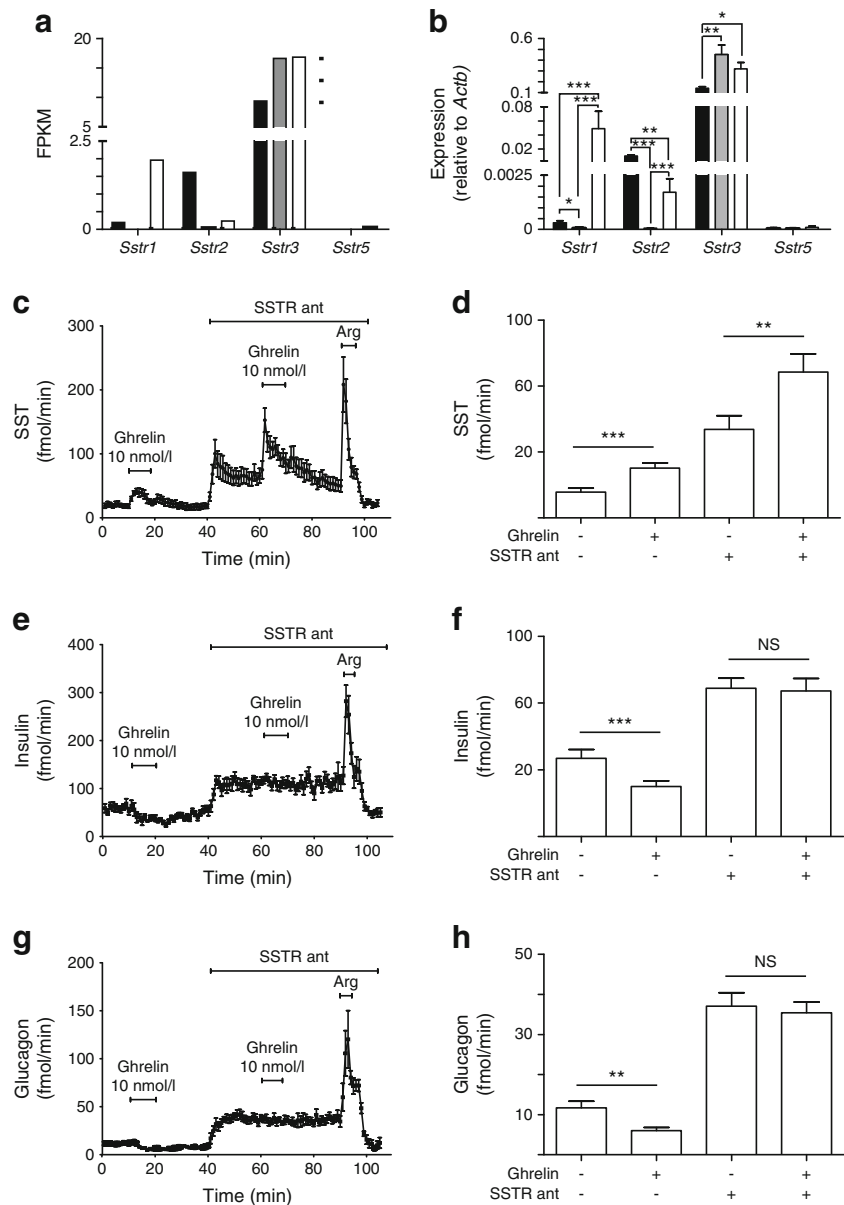 a
20
5
2.5
0
FPKM
Sstr1 Sstr2 Sstr3 Sstr5
b
0.6
0.1
0.08
0.02
0.0025
0
Expression
(relative to Actb)
*
***
***
***
**
***
**
*
Sstr1 Sstr2 Sstr3 Sstr5
c
SSTR ant
Arg
Ghrelin
10 nmol/l
Ghrelin
10 nmol/l
300
200
100
0
SST
(fmol/min)
0 20 40 60 80 100
Time (min)
d
100
60
20
SST
(fmol/min)
***
**
Ghrelin - + - +
SSTR ant - - + +
e
SSTR ant
Arg
Ghrelin
10 nmol/l
Ghrelin
10 nmol/l
400
300
200
100
0
Insulin
(fmol/min)
0 20 40 60 80 100
Time (min)
f
100
60
20
Insulin
(fmol/min)
***
NS
Ghrelin - + - +
SSTR ant - - + +
g
SSTR ant
Arg
Ghrelin
10 nmol/l
Ghrelin
10 nmol/l
200
150
100
50
0
Glucagon
(fmol/min)
0 20 40 60 80 100
Time (min)
h
50
30
10
Glucagon
(fmol/min)
**
NS
Ghrelin - + - +
SSTR ant - - + +